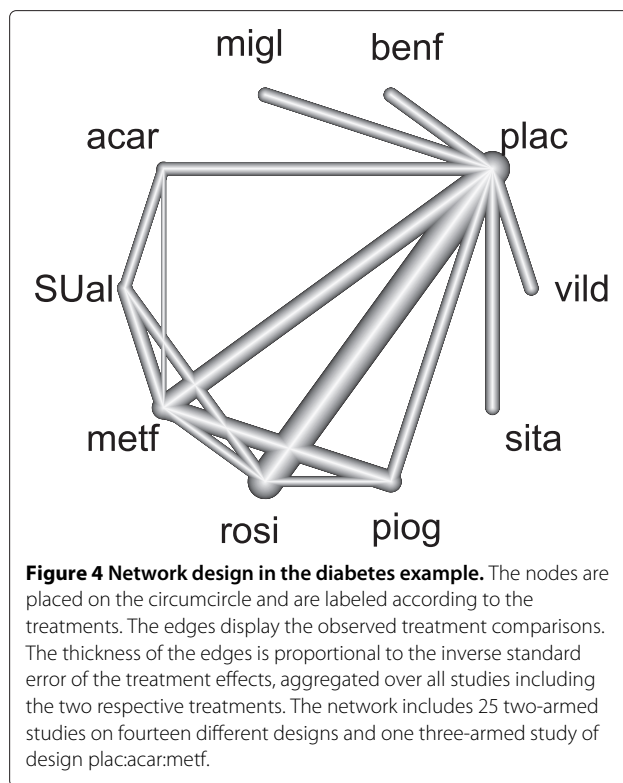 migl benf
acar plac
SUal vild
metf sita
rosi piog
Figure 4 Network design in the diabetes example. The nodes are
placed on the circumcircle and are labeled according to the
treatments. The edges display the observed treatment comparisons.
The thickness of the edges is proportional to the inverse standard
error of the treatment effects, aggregated over all studies including
the two respective treatments. The network includes 25 two-armed
studies on fourteen different designs and one three-armed study of
design plac:acar:metf.